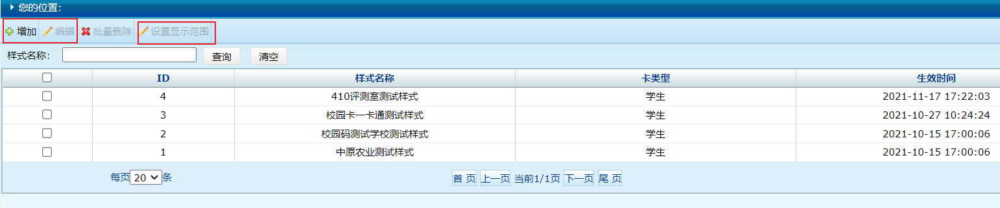 您的位置：
增加 编辑 批量删除 设置显示范围
样式名称： 查询 清空
ID 样式名称 卡类型 生效时间
4 410评测室测试样式 学生 2021-11-17 17:22:03
3 校园卡一卡通测试样式 学生 2021-10-27 10:24:24
2 校园码测试学校测试样式 学生 2021-10-15 17:00:06
1 中原农业测试样式 学生 2021-10-15 17:00:06
每页 20 条 首 页 上一页 当前1/1页 下一页 尾 页